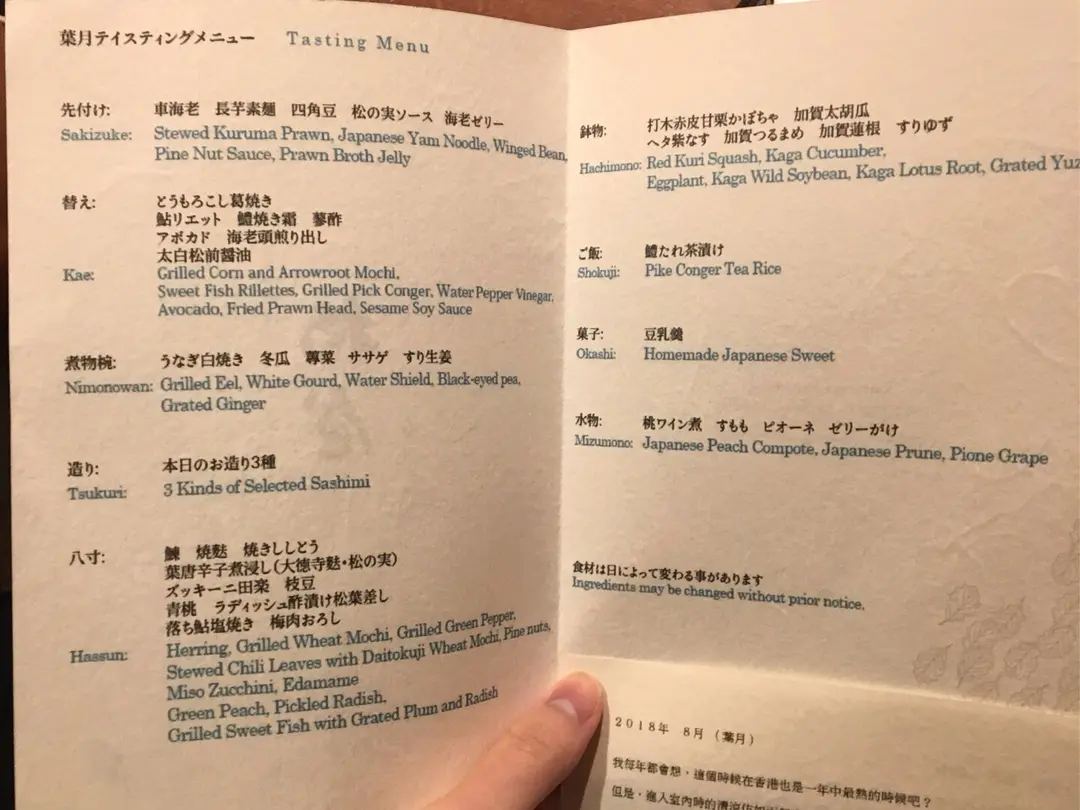 葉月テイスティングメニュー Tasting Menu
先付け: 車海老 長芋素麺 四角豆 松の実ソース 海老ゼリー
Sakizuke: Stewed Kuruma Prawn, Japanese Yam Noodle, Winged Bean,
Pine Nut Sauce, Prawn Broth Jelly
替え: とうもろこし葛焼き
鮎リエット 鱧焼き霜 蓼酢
アボカド 海老頭煎り出し
太白松前醤油
Kae: Grilled Corn and Arrowroot Mochi,
Sweet Fish Rillettes, Grilled Pick Conger, Water Pepper Vinegar,
Avocado, Fried Prawn Head, Sesame Soy Sauce
煮物椀: うなぎ白焼き 冬瓜 蓴菜 ササゲ すり生姜
Nimonowan: Grilled Eel, White Gourd, Water Shield, Black-eyed pea,
Grated Ginger
造り: 本日のお造り3種
Tsukuri: 3 Kinds of Selected Sashimi
八寸: 鰊 焼麩 焼きししとう
葉唐辛子煮浸し(大徳寺麩・松の実)
ズッキーニ田楽 枝豆
青桃 ラディッシュ酢漬け松葉差し
落ち鮎塩焼き 梅肉おろし
Hassun: Herring, Grilled Wheat Mochi, Grilled Green Pepper,
Stewed Chili Leaves with Daitokuji Wheat Mochi, Pine nuts,
Miso Zucchini, Edamame
Green Peach, Pickled Radish,
Grilled Sweet Fish with Grated Plum and Radish
鉢物: 打木赤皮甘栗かぼちゃ 加賀太胡瓜
ヘタ紫なす 加賀つるまめ 加賀蓮根 すりゆず
Hachimono: Red Kuri Squash, Kaga Cucumber,
Eggplant, Kaga Wild Soybean, Kaga Lotus Root, Grated Yuz
ご飯: 鱧たれ茶漬け
Shokuji: Pike Conger Tea Rice
菓子: 豆乳羹
Okashi: Homemade Japanese Sweet
水物: 桃ワイン煮 すもも ピオーネ ゼリーがけ
Mizumono: Japanese Peach Compote, Japanese Prune, Pione Grape
食材は日によって変わる事があります
Ingredients may be changed without prior notice.
2018年 8月 (葉月)
我每年都會想，這個時候在香港也是一年中最熱的時候吧？
但是，進入室內時的